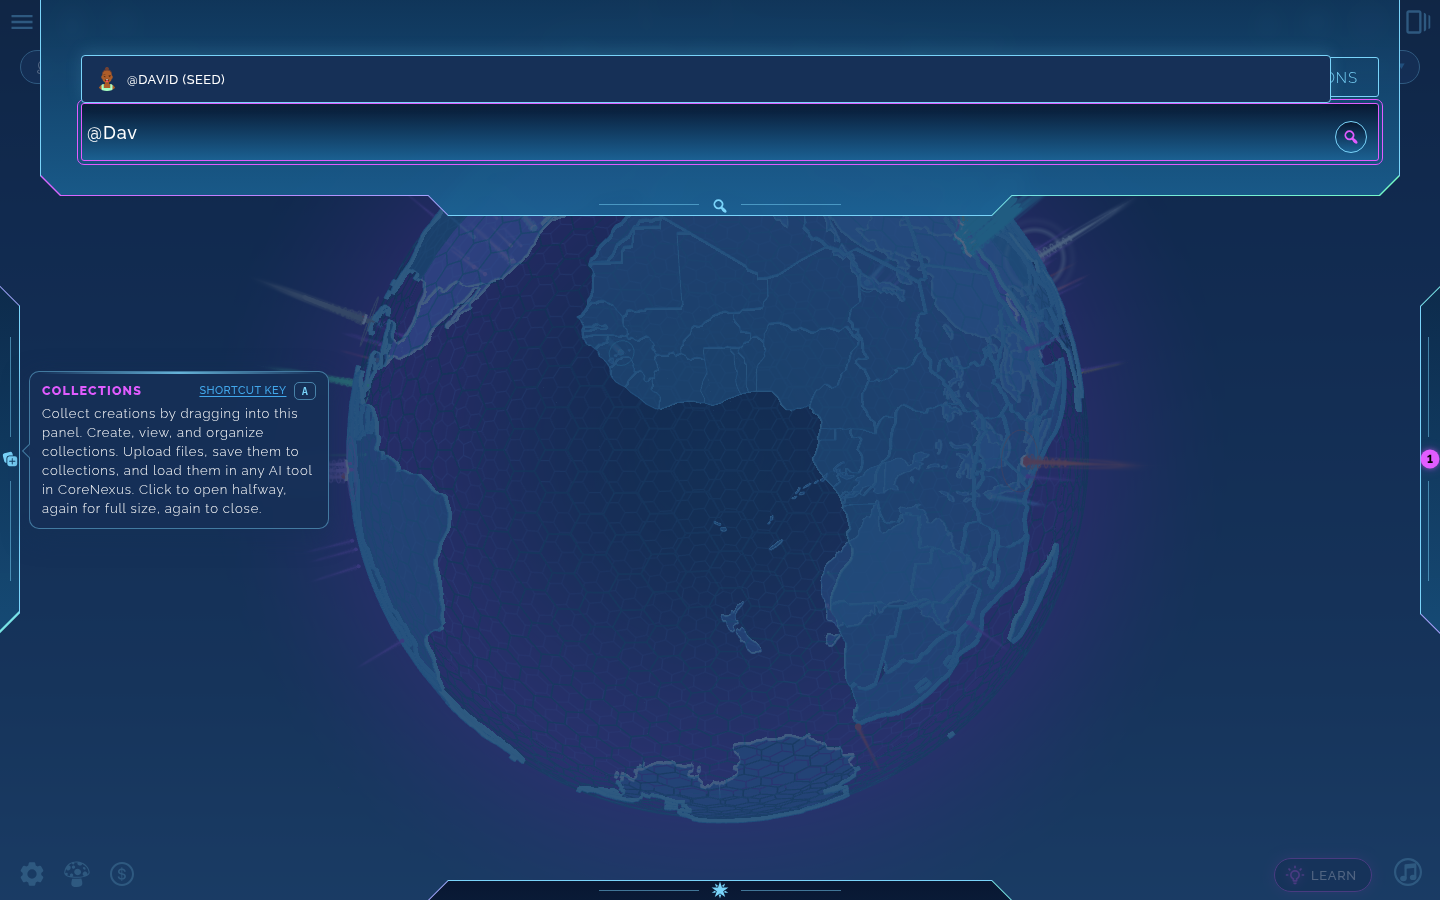 @DAVID (SEED)
ONS
@Dav
COLLECTIONS
SHORTCUT KEY A
Collect creations by dragging into this
panel. Create, view, and organize
collections. Upload files, save them to
collections, and load them in any AI tool
in CoreNexus. Click to open halfway,
again for full size, again to close.
1
LEARN